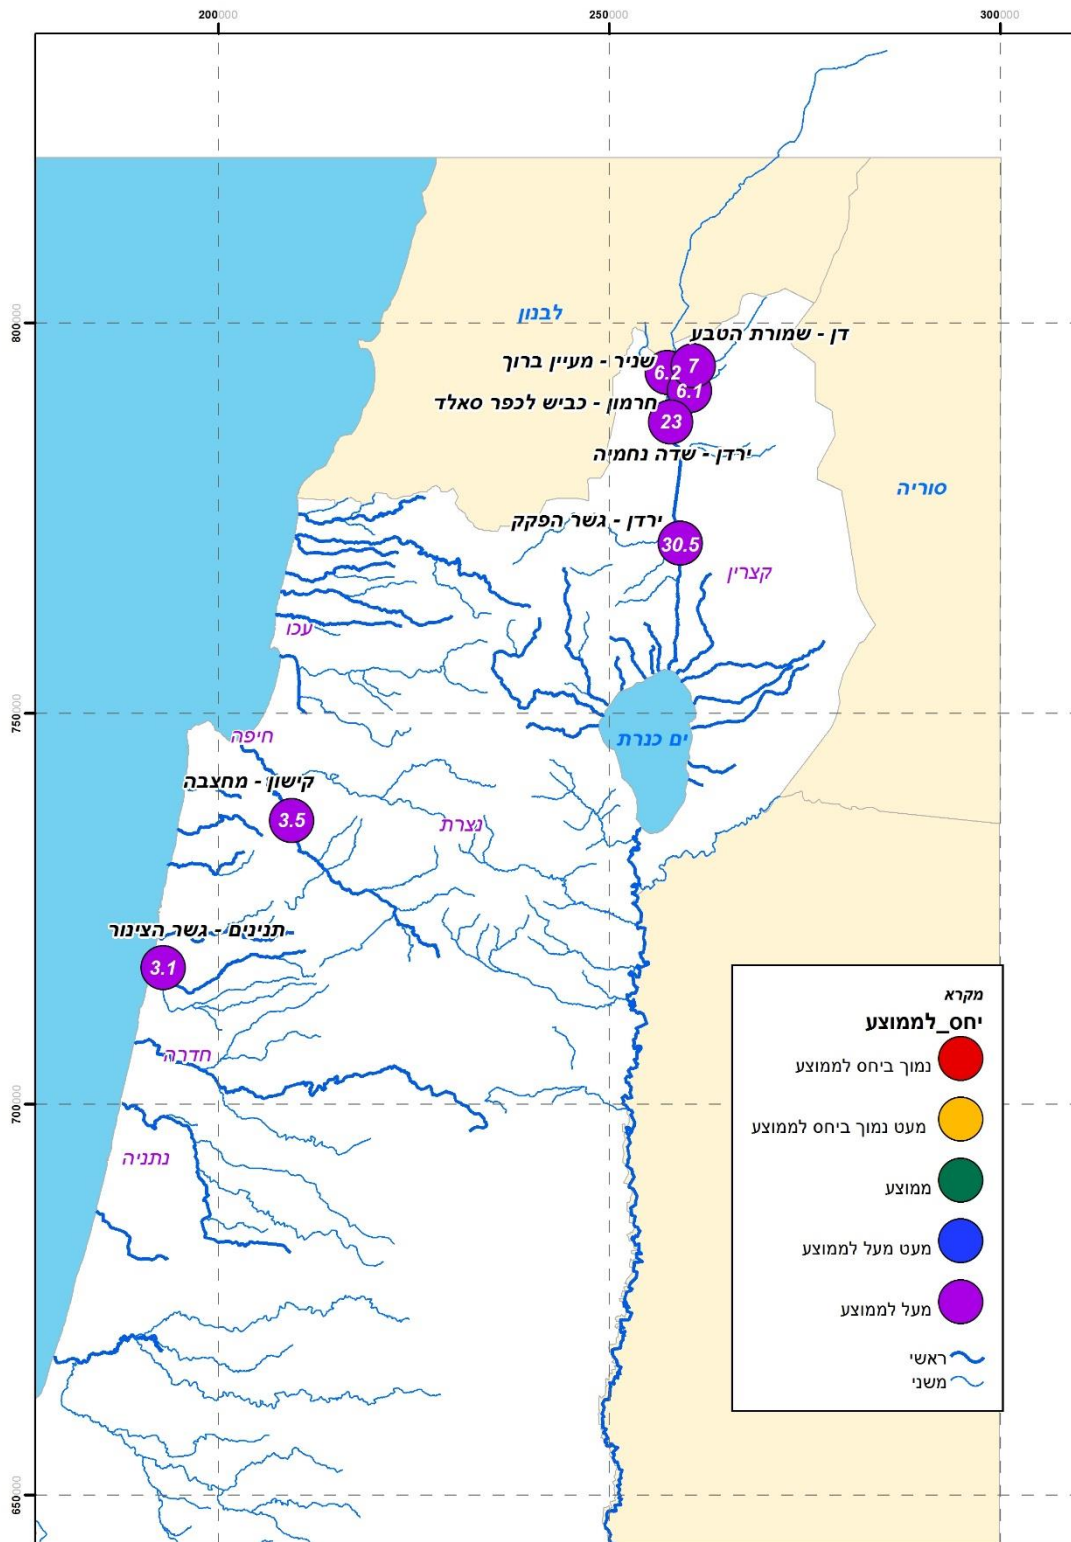 200000
250000
300000
800000
לבנון
דן - שמורת הטבע
שניר - מעיין ברוך
6.2
7
6.1
חרמון - כביש לכפר סאלד
23
ירדן - שדה נחמיה
סוריה
ירדן - גשר הפקק
30.5
קצרין
עכו
750000
חיפה
ים כנרת
קישון - מחצבה
3.5
נצרת
תנינים - גשר הצינור
3.1
חדרה
700000
נתניה
650000
מקרא
יחס_לממוצע
נמוך ביחס לממוצע
מעט נמוך ביחס לממוצע
ממוצע
מעט מעל לממוצע
מעל לממוצע
ראשי
משני